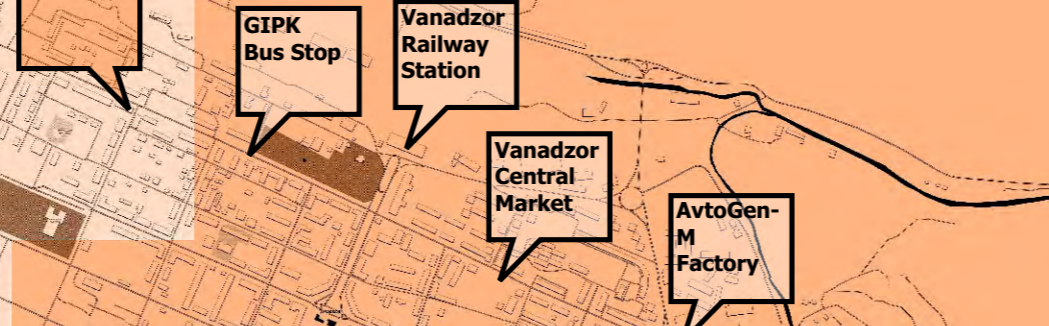 GIPK
Bus Stop
Vanadzor
Railway
Station
Vanadzor
Central
Market
AvtoGen-
M
Factory